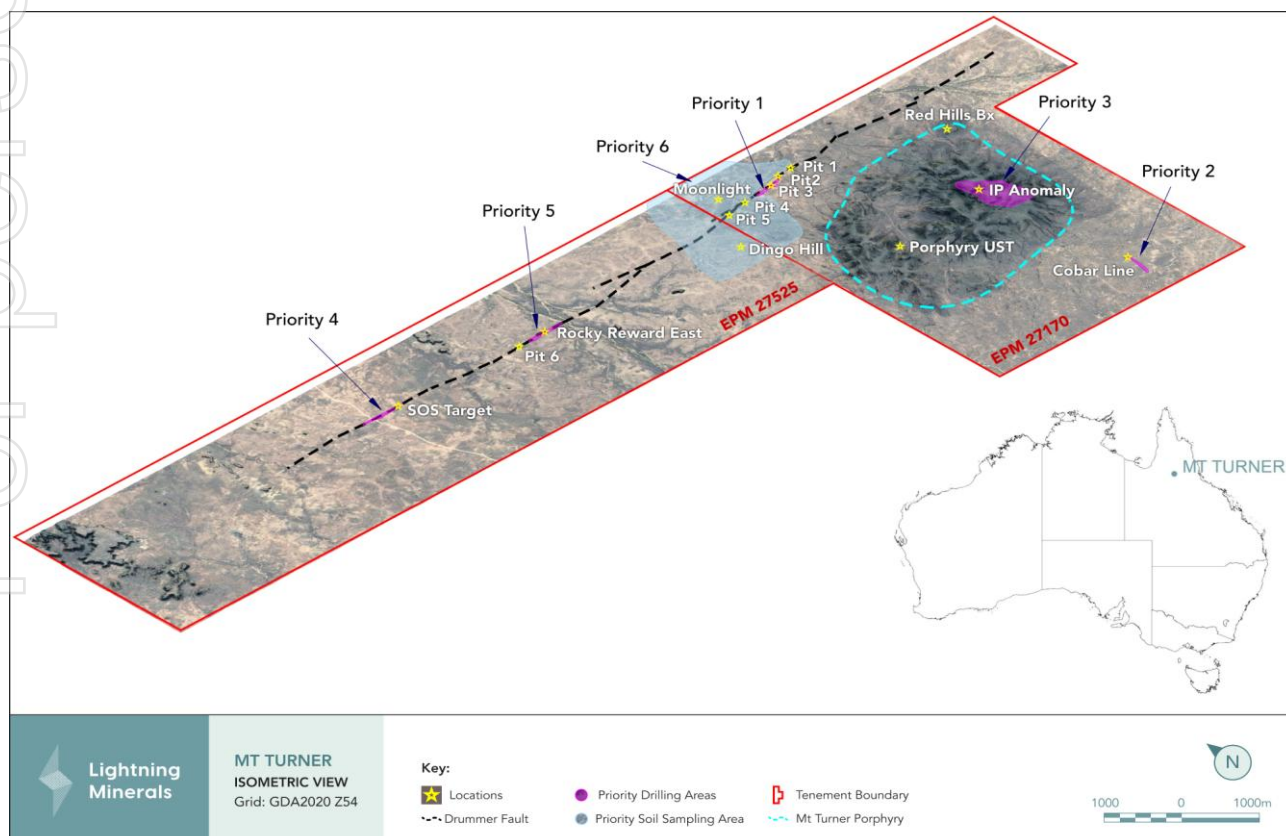 Priority 1
Priority 3
Red Hills Bx
Priority 6
Pit 1
Pit2
Moonlight
Pit 3
IP Anomaly
Priority 2
Priority 5
Pit 4
Pit 5
Dingo Hill
Porphyry UST
Cobar Line
Priority 4
EPM 27525
Rocky Reward East
EPM 27170
Pit 6
SOS Target
MT TURNER
Lightning
Minerals
MT TURNER
ISOMETRIC VIEW
Grid: GDA2020 Z54
Key:
Locations
Priority Drilling Areas
Tenement Boundary
Drummer Fault
Priority Soil Sampling Area
Mt Turner Porphyry
N
1000 0 1000m